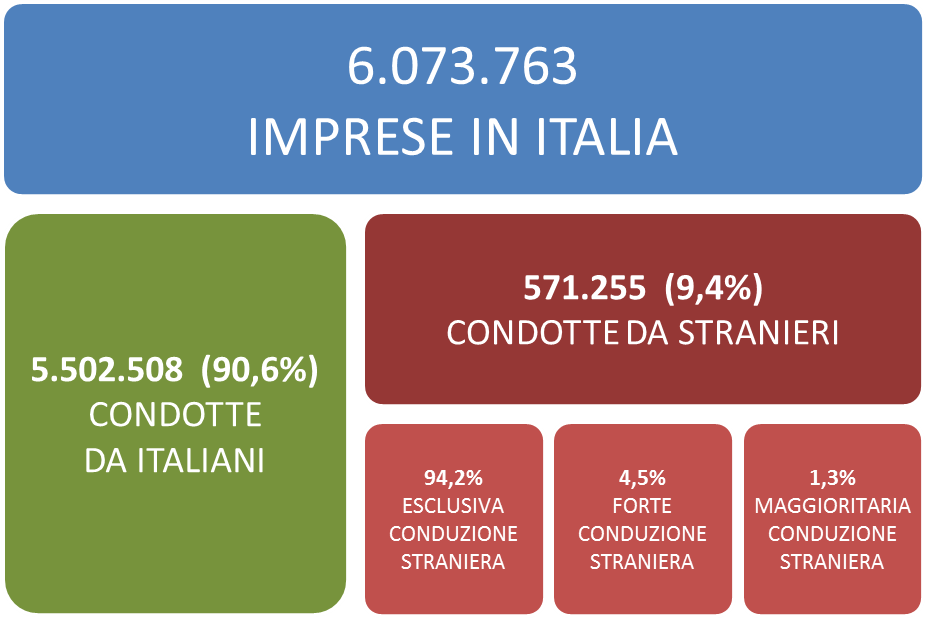 6.073.763
IMPRESE IN ITALIA
5.502.508 (90,6%)
CONDOTTE
DA ITALIANI
571.255 (9,4%)
CONDOTTE DA STRANIERI
94,2%
ESCLUSIVA
CONDUZIONE
STRANIERA
4,5%
FORTE
CONDUZIONE
STRANIERA
1,3%
MAGGIORITARIA
CONDUZIONE
STRANIERA